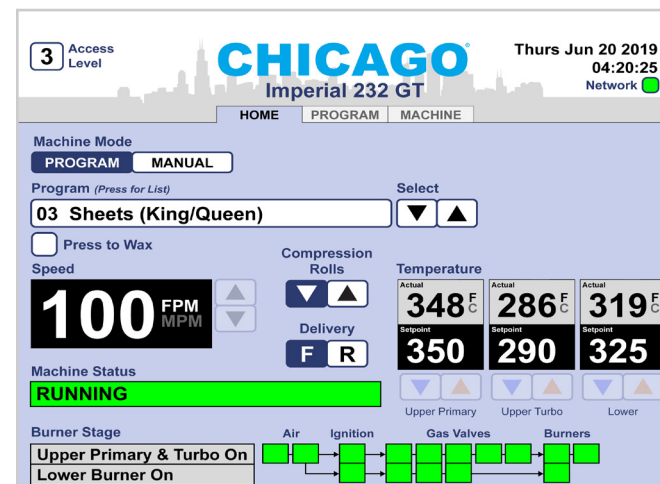 3 Access Level
CHICAGO
Imperial 232 GT
Thurs Jun 20 2019
04:20:25
Network
HOME PROGRAM MACHINE
Machine Mode
PROGRAM MANUAL
Program (Press for List) Select
03 Sheets (King/Queen)
Press to Wax
Speed
100 FPM MPM
Compression
Rolls
Delivery
F R
Temperature
Actual Actual Actual
348 F C 286 F C 319 F C
Setpoint Setpoint Setpoint
350 290 325
Upper Primary Upper Turbo Lower
Machine Status
RUNNING
Burner Stage Air Ignition Gas Valves Burners
Upper Primary & Turbo On
Lower Burner On